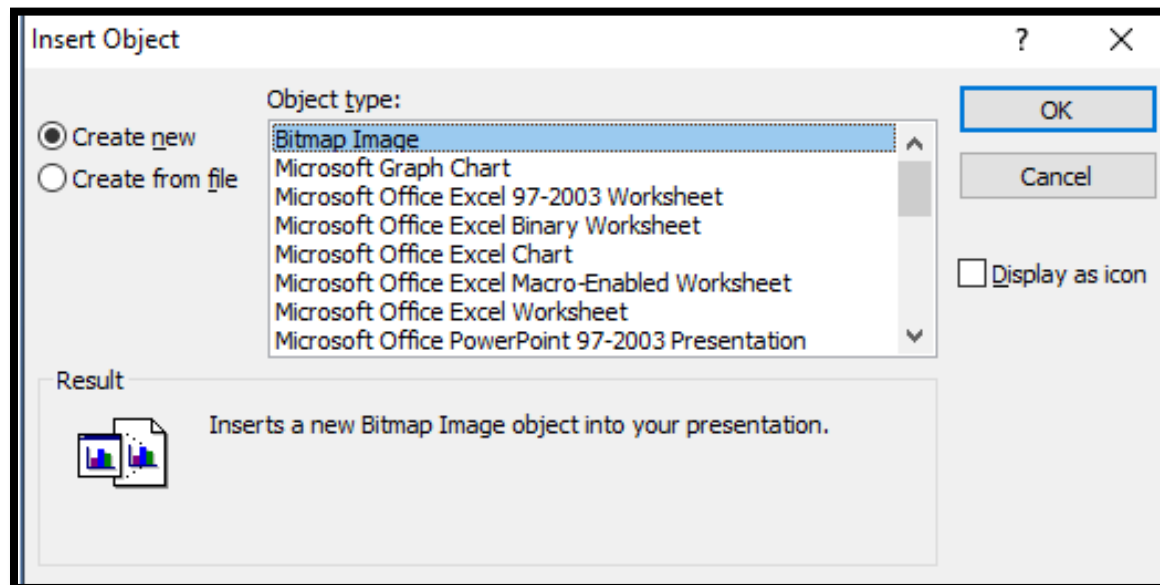 Insert Object
?
Object type:
Create new
Create from file
Bitmap Image
Microsoft Graph Chart
Microsoft Office Excel 97-2003 Worksheet
Microsoft Office Excel Binary Worksheet
Microsoft Office Excel Chart
Microsoft Office Excel Macro-Enabled Worksheet
Microsoft Office Excel Worksheet
Microsoft Office PowerPoint 97-2003 Presentation
OK
Cancel
Display as icon
Result
Inserts a new Bitmap Image object into your presentation.